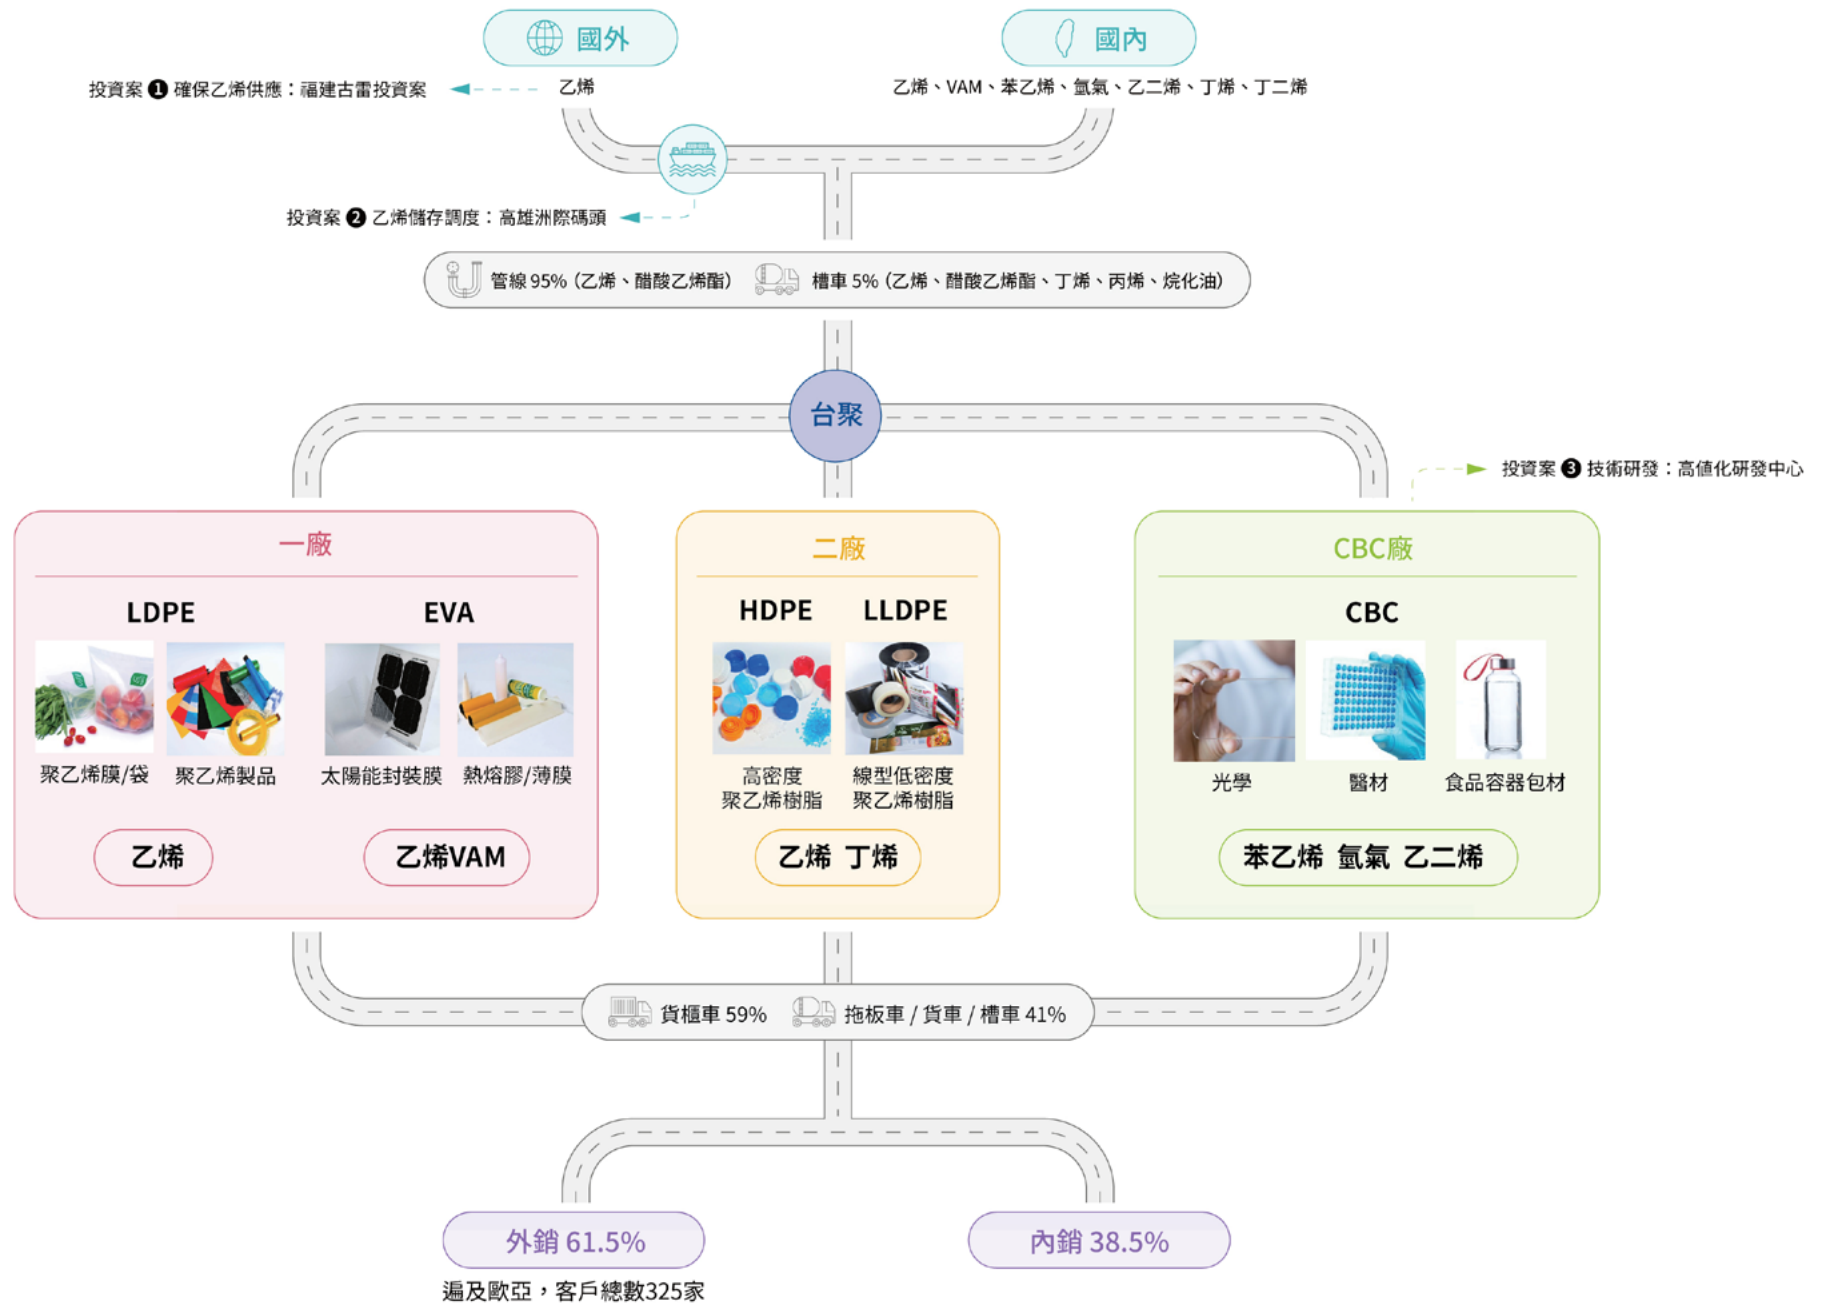 國外
國內
投資案 ❶ 確保乙烯供應：福建古雷投資案
乙烯
乙烯、VAM、苯乙烯、氫氣、乙二烯、丁烯、丁二烯
投資案 ❷ 乙烯儲存調度：高雄洲際碼頭
管線 95%（乙烯、醋酸乙烯酯）
槽車 5%（乙烯、醋酸乙烯酯、丁烯、丙烯、烷化油）
台聚
投資案 ❸ 技術研發：高值化研發中心
一廠
LDPE
EVA
聚乙烯膜/袋
聚乙烯製品
太陽能封裝膜
熱熔膠/薄膜
乙烯
乙烯VAM
二廠
HDPE
LLDPE
高密度
聚乙烯樹脂
線型低密度
聚乙烯樹脂
乙烯 丁烯
CBC廠
CBC
光學
醫材
食品容器包材
苯乙烯 氫氣 乙二烯
貨櫃車 59%
拖板車 / 貨車 / 槽車 41%
外銷 61.5%
遍及歐亞，客戶總數325家
內銷 38.5%